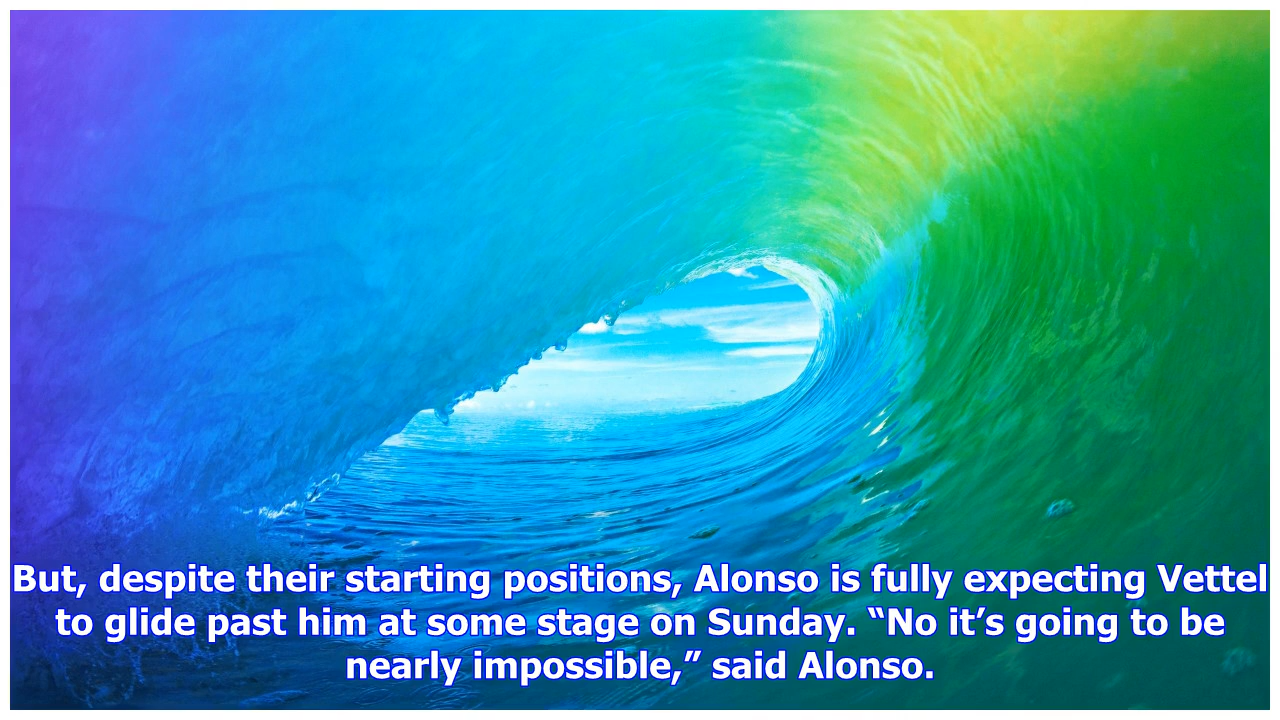 But, despite their starting positions, Alonso is fully expecting Vettel
to glide past him at some stage on Sunday. “No it’s going to be
nearly impossible,” said Alonso.